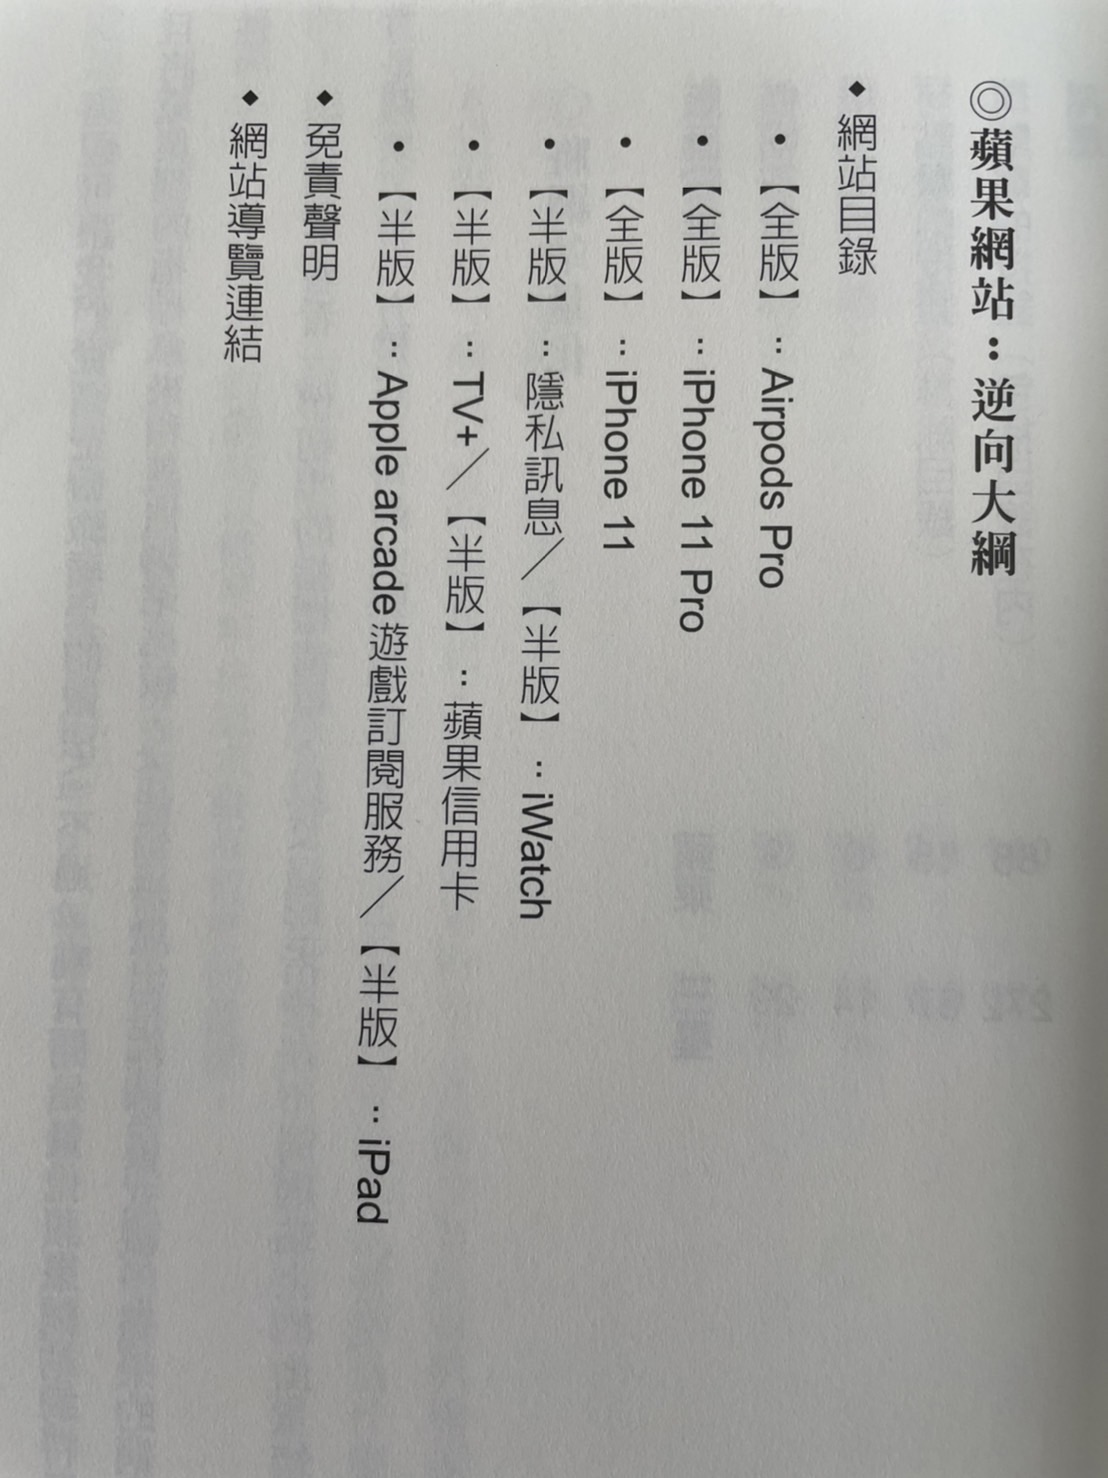 ◎蘋果網站：逆向大綱
◆網站目錄
•【全版】：Airpods Pro
•【全版】：iPhone 11 Pro
•【全版】：iPhone 11
•【半版】：隱私訊息／【半版】：iWatch
•【半版】：TV+／【半版】：蘋果信用卡
•【半版】：Apple arcade遊戲訂閱服務／【半版】：iPad
◆免責聲明
◆網站導覽連結